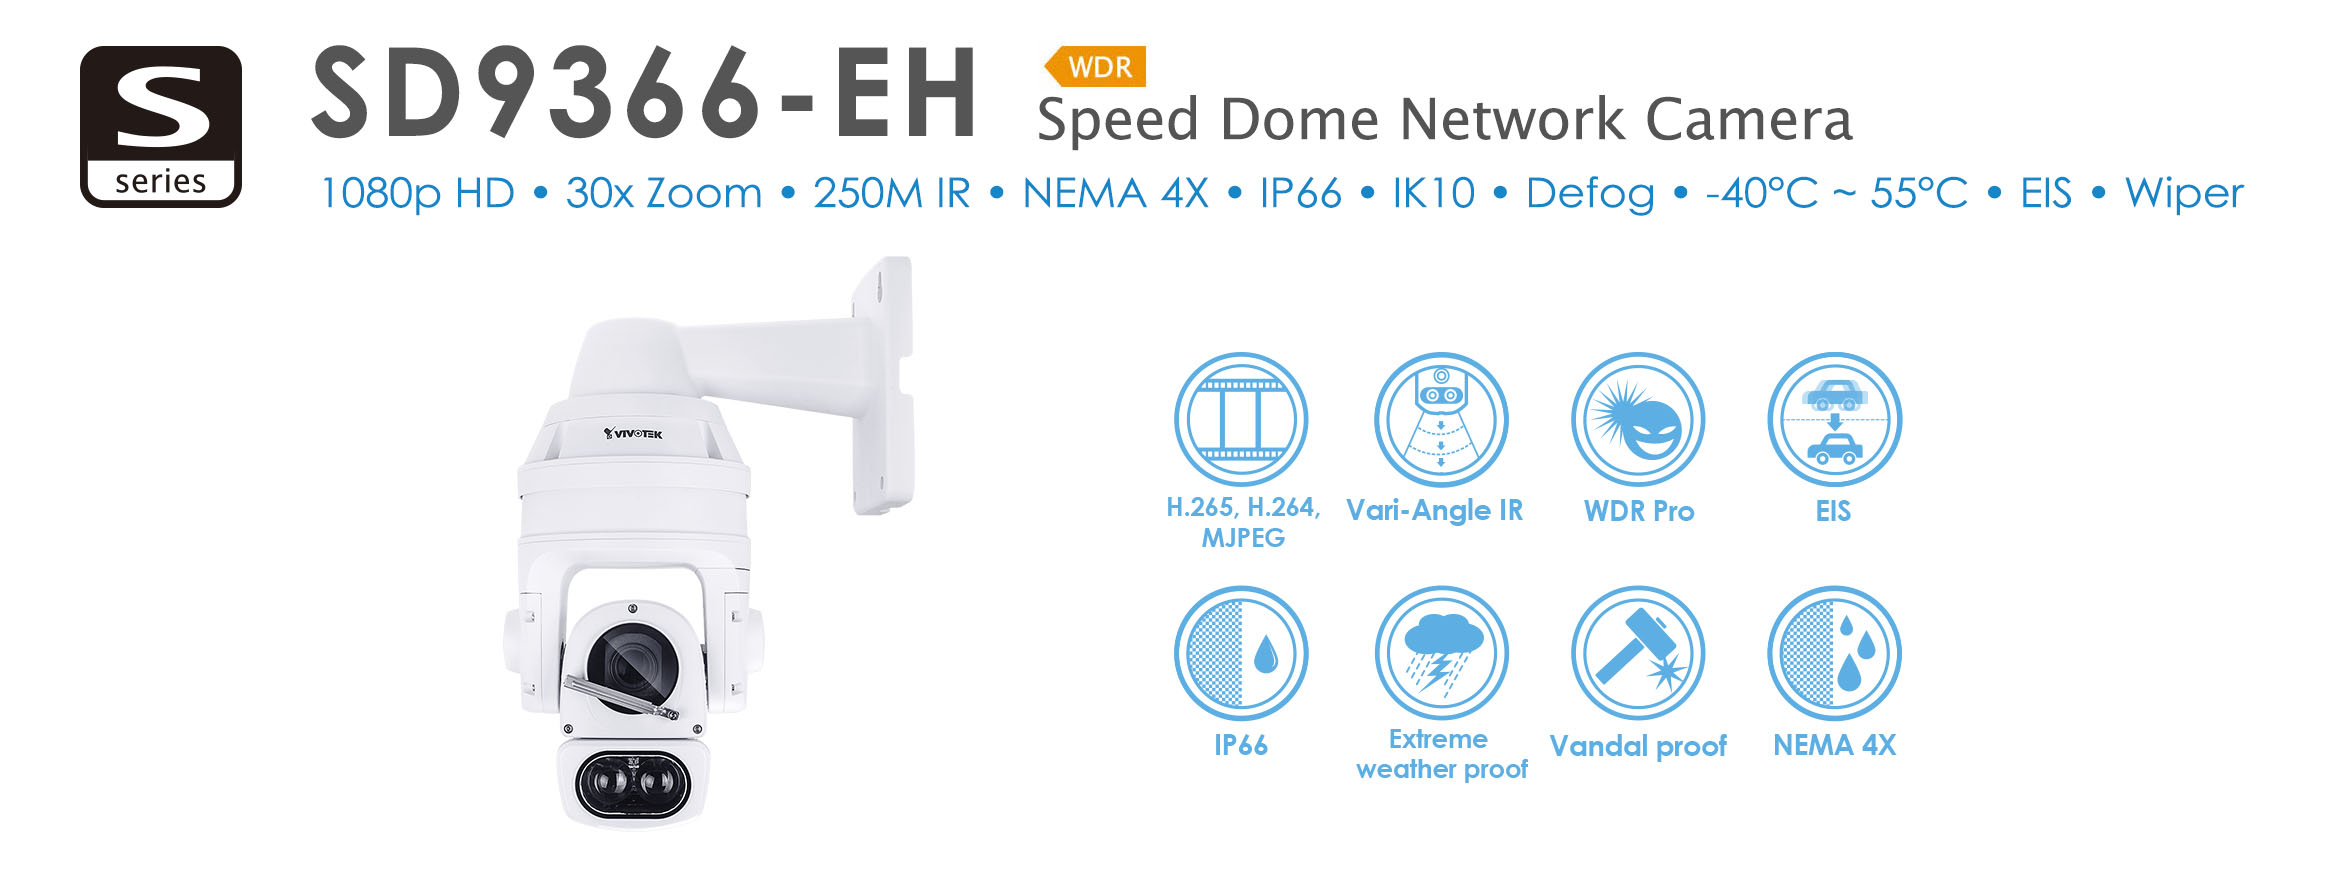 S
series
SD9366-EH
WDR
Speed Dome Network Camera
1080p HD • 30x Zoom • 250M IR • NEMA 4X • IP66 • IK10 • Defog • -40°C ~ 55°C • EIS • Wiper
VIVOTEK
H.265, H.264,
MJPEG
Vari-Angle IR
WDR Pro
EIS
IP66
Extreme
weather proof
Vandal proof
NEMA 4X